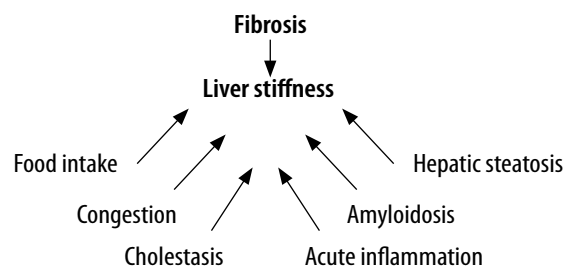 Fibrosis
Liver stiffness
Food intake
Hepatic steatosis
Congestion
Amyloidosis
Cholestasis
Acute inflammation